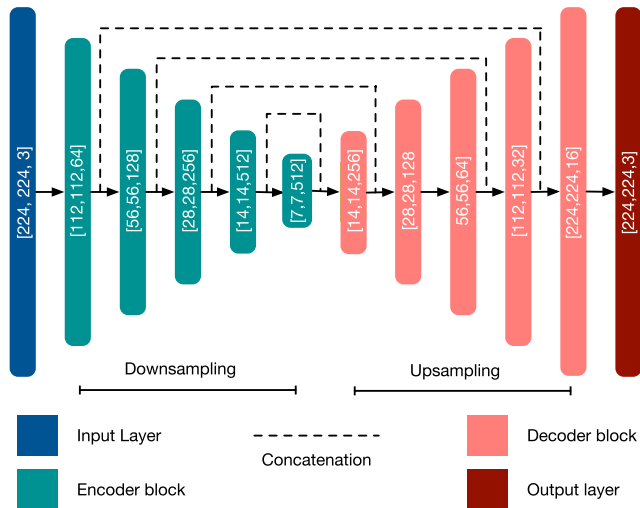 [224, 224, 3]
[112,112,64]
[56,56,128]
[28,28,256]
[14,14,512]
[7,7,512]
[14,14,256]
[28,28,128
56,56,64]
[112,112,32]
[224,224,16]
[224,224,3]
Downsampling
Upsampling
Input Layer
Concatenation
Decoder block
Encoder block
Output layer